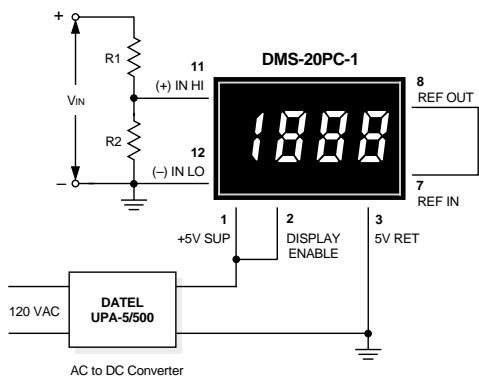 +
R1
VIN
R2
–
11
(+) IN HI
12
(–) IN LO
DMS-20PC-1
1888
8
REF OUT
7
REF IN
1
+5V SUP
2
DISPLAY
ENABLE
3
5V RET
120 VAC
DATEL
UPA-5/500
AC to DC Converter